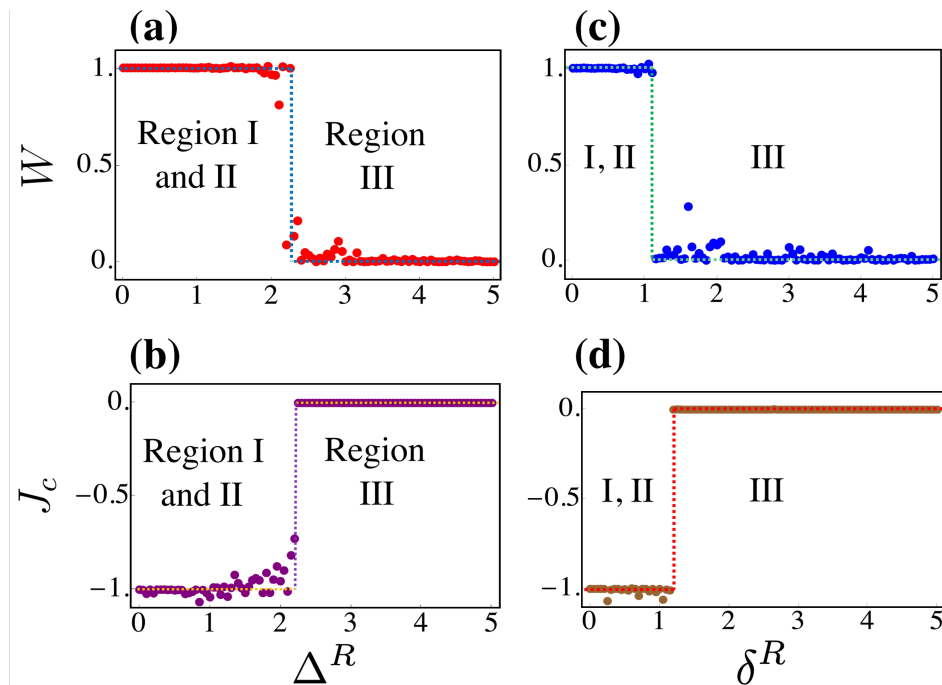 (a)
W
1.
0.5
0.
Region I
and II
Region
III
0 1 2 3 4 5
(c)
1.
0.5
0.
I, II
III
0 1 2 3 4 5
(b)
J_c
0.
−0.5
−1.
Region I
and II
Region
III
0 1 2 3 4 5
Δ^R
(d)
0.
−0.5
−1.
I, II
III
0 1 2 3 4 5
δ^R